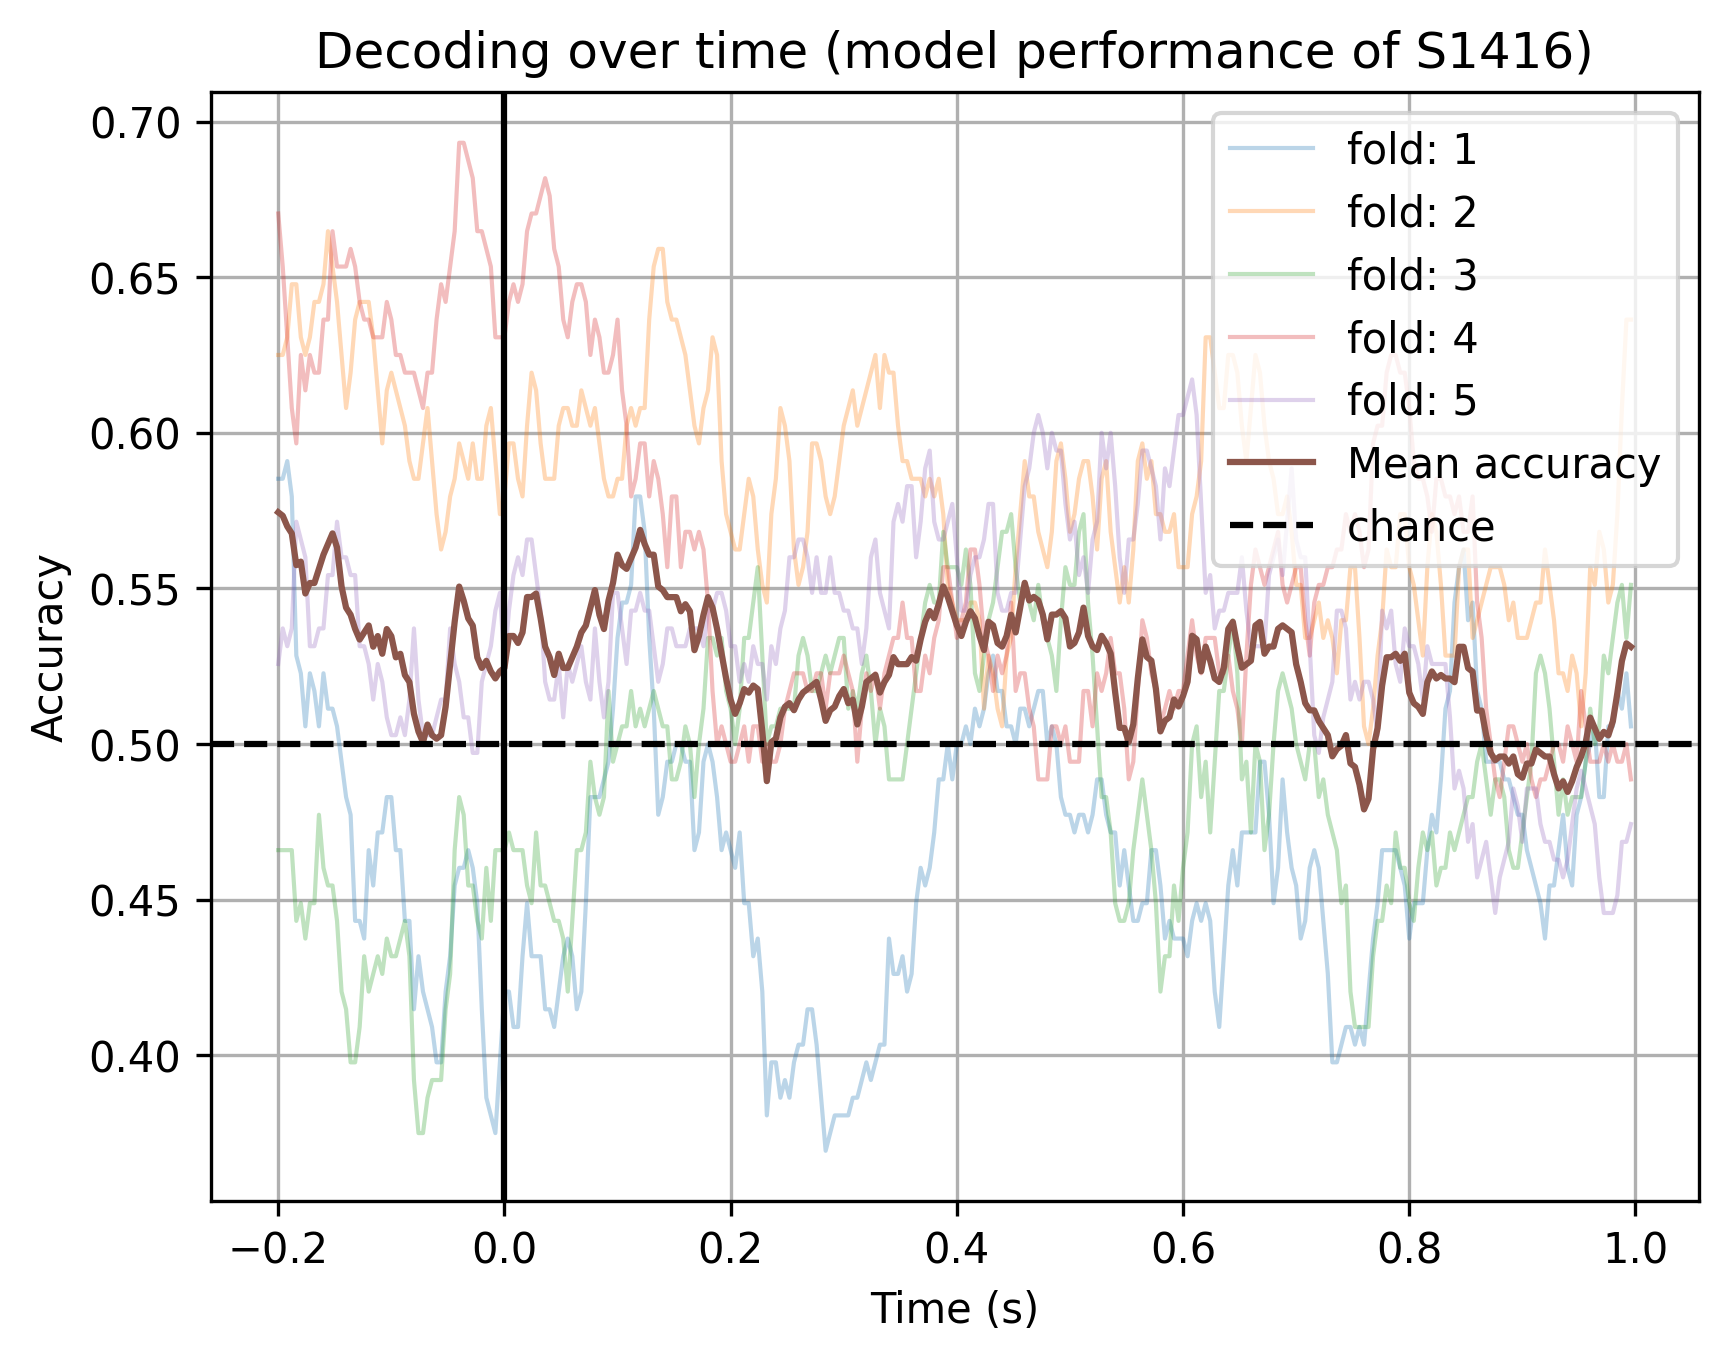 Decoding over time (model performance of S1416)
Accuracy
0.70
0.65
0.60
0.55
0.50
0.45
0.40
fold: 1
fold: 2
fold: 3
fold: 4
fold: 5
Mean accuracy
chance
−0.2
0.0
0.2
0.4
0.6
0.8
1.0
Time (s)